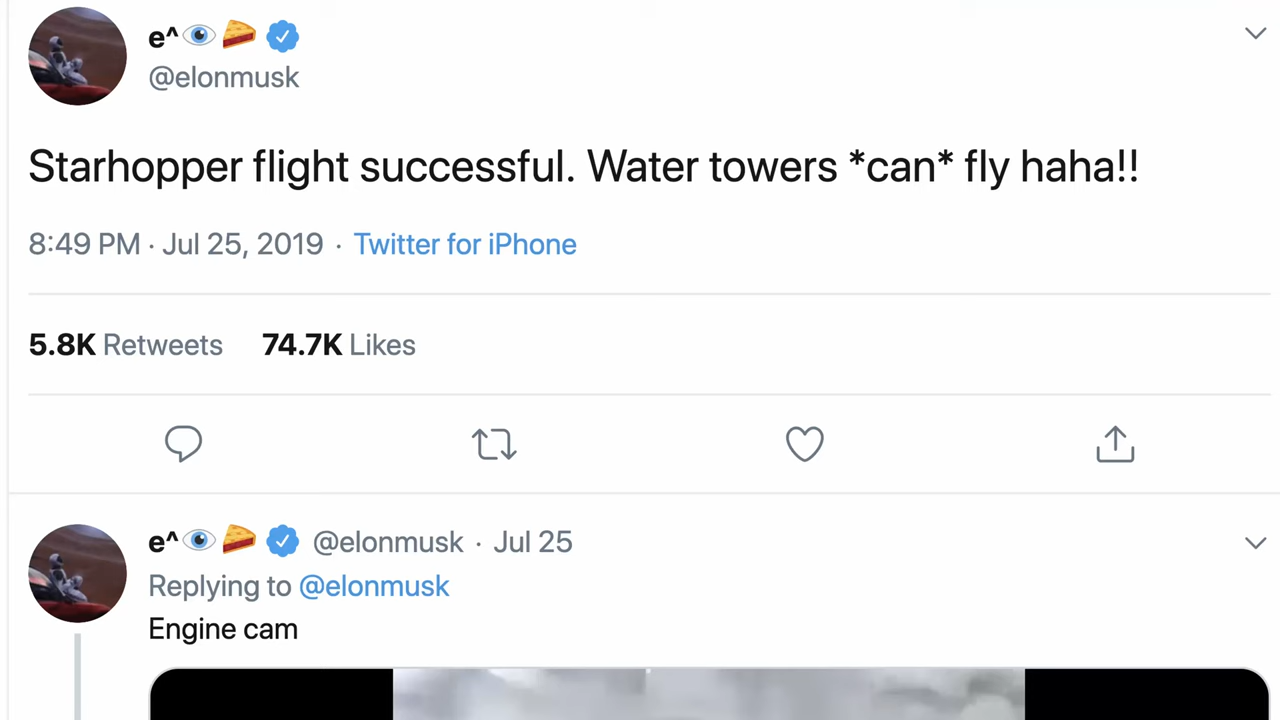 e^👁🥧
@elonmusk
Starhopper flight successful. Water towers *can* fly haha!!
8:49 PM · Jul 25, 2019 · Twitter for iPhone
5.8K Retweets 74.7K Likes
e^👁🥧 @elonmusk · Jul 25
Replying to @elonmusk
Engine cam